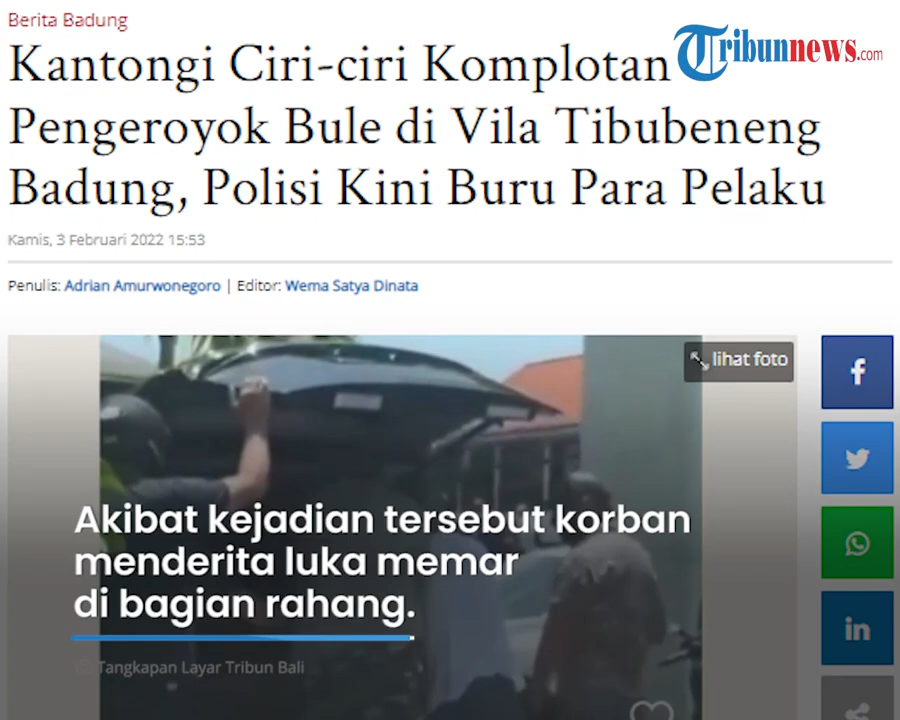 Berita Badung
Kantongi Ciri-ciri Komplotan
Tribunnews.com
Pengeroyok Bule di Vila Tibubeneng
Badung, Polisi Kini Buru Para Pelaku
Kamis, 3 Februari 2022 15:53
Penulis: Adrian Amurwonegoro | Editor: Wema Satya Dinata
lihat foto
Akibat kejadian tersebut korban
menderita luka memar
di bagian rahang.
Tangkapan Layar Tribun Bali